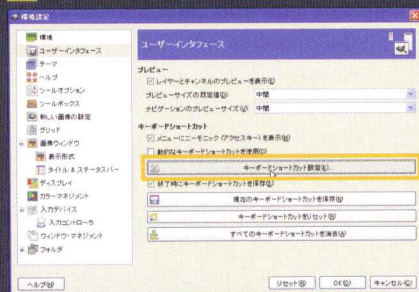 環境設定
環境
ユーザーインタフェース
テーマ
ヘルプ
ツールオプション
ツールボックス
新しい画像の設定
グリッド
画像ウィンドウ
表示形式
タイトル & ステータスバー
ディスプレイ
カラーマネジメント
入力デバイス
入力コントローラ
ウィンドウ・マネジメント
フォルダ
ヘルプ(H)
ユーザーインタフェース
プレビュー
レイヤーとチャンネルのプレビューを表示(E)
プレビューサイズの既定値(D): 中間
ナビゲーションのプレビューサイズ(V): 中間
キーボードショートカット
メニューにニーモニック (アクセスキー) を表示(M)
動的なキーボードショートカットを使用(D)
キーボードショートカット設定(K)...
終了時にキーボードショートカットを保存(S)
現在のキーボードショートカットを保存(N)
キーボードショートカットをリセット(R)
すべてのキーボードショートカットを消去(A)
リセット(R)
OK(O)
キャンセル(C)